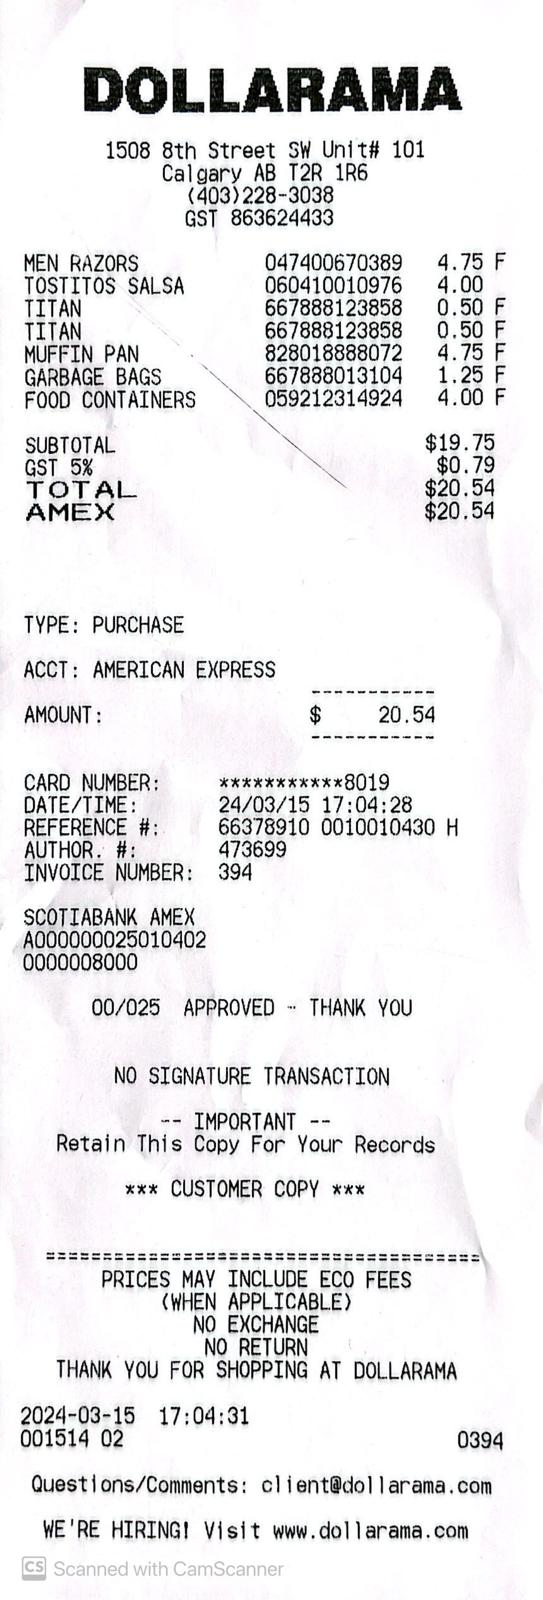 DOLLARAMA
1508 8th Street SW Unit# 101
Calgary AB T2R 1R6
(403)228-3038
GST 863624433
MEN RAZORS 047400670389 4.75 F
TOSTITOS SALSA 060410010976 4.00
TITAN 667888123858 0.50 F
TITAN 667888123858 0.50 F
MUFFIN PAN 828018888072 4.75 F
GARBAGE BAGS 667888013104 1.25 F
FOOD CONTAINERS 059212314924 4.00 F
SUBTOTAL $19.75
GST 5% $0.79
TOTAL $20.54
AMEX $20.54
TYPE: PURCHASE
ACCT: AMERICAN EXPRESS
-----------
AMOUNT: $ 20.54
-----------
CARD NUMBER: ***********8019
DATE/TIME: 24/03/15 17:04:28
REFERENCE #: 66378910 0010010430 H
AUTHOR. #: 473699
INVOICE NUMBER: 394
SCOTIABANK AMEX
A000000025010402
0000008000
00/025 APPROVED - THANK YOU
NO SIGNATURE TRANSACTION
-- IMPORTANT --
Retain This Copy For Your Records
*** CUSTOMER COPY ***
======================================
PRICES MAY INCLUDE ECO FEES
(WHEN APPLICABLE)
NO EXCHANGE
NO RETURN
THANK YOU FOR SHOPPING AT DOLLARAMA
2024-03-15 17:04:31
001514 02 0394
Questions/Comments: client@dollarama.com
WE'RE HIRING! Visit www.dollarama.com
CS Scanned with CamScanner